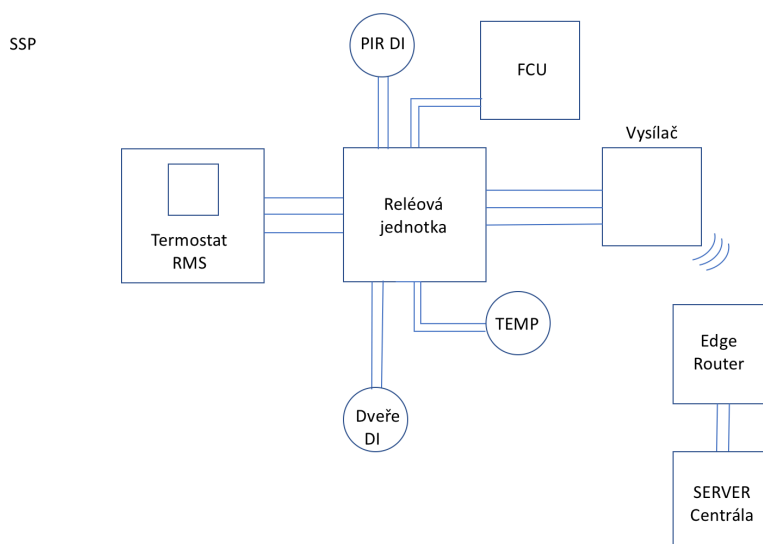 SSP
PIR DI
FCU
Vysílač
Termostat
RMS
Reléová
jednotka
TEMP
Dveře
DI
Edge
Router
SERVER
Centrála